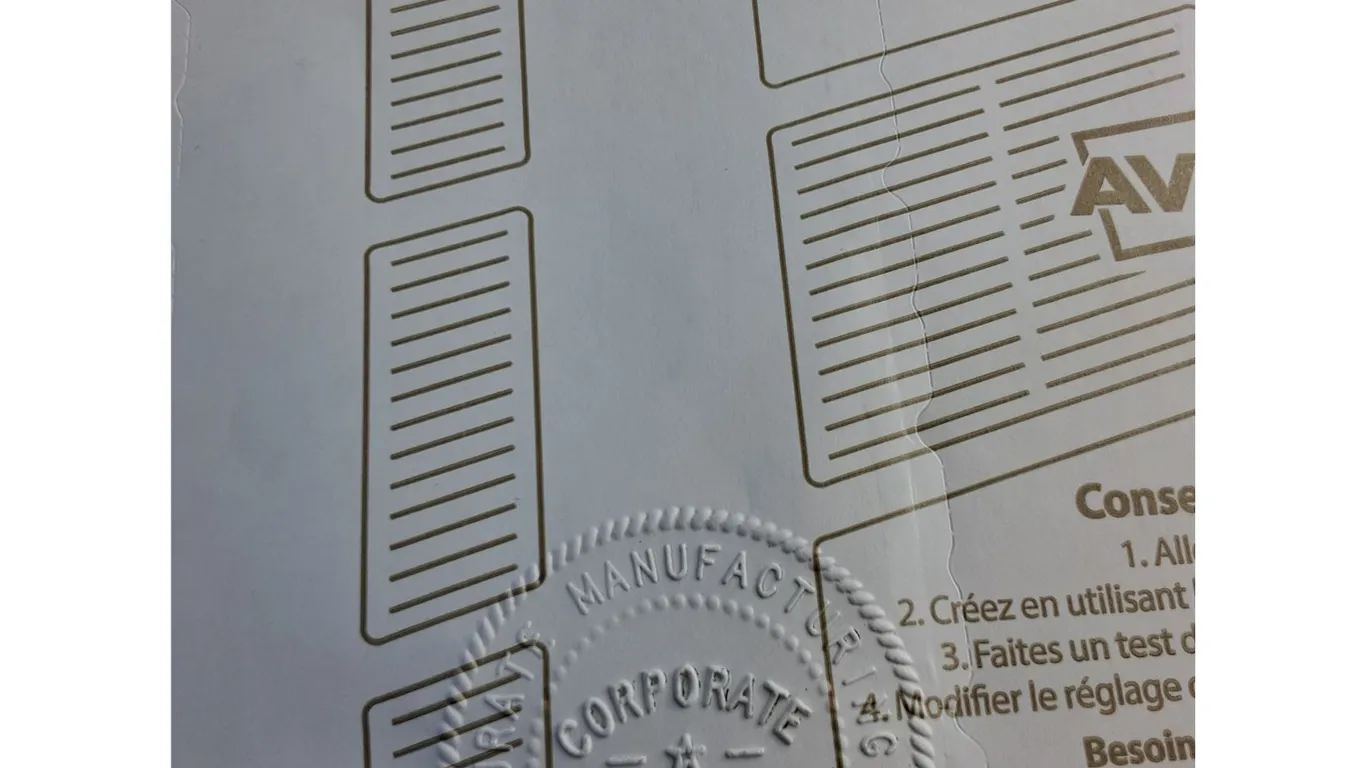 AV
Conse
1. All
2. Créez en utilisant
3. Faites un test d
4. Modifier le réglage
Besoin
MANUFACTURING
CORPORATE